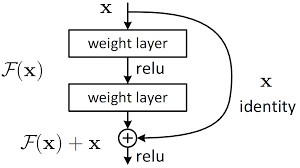 x
weight layer
relu
F(x)
weight layer
x
identity
F(x) + x
relu